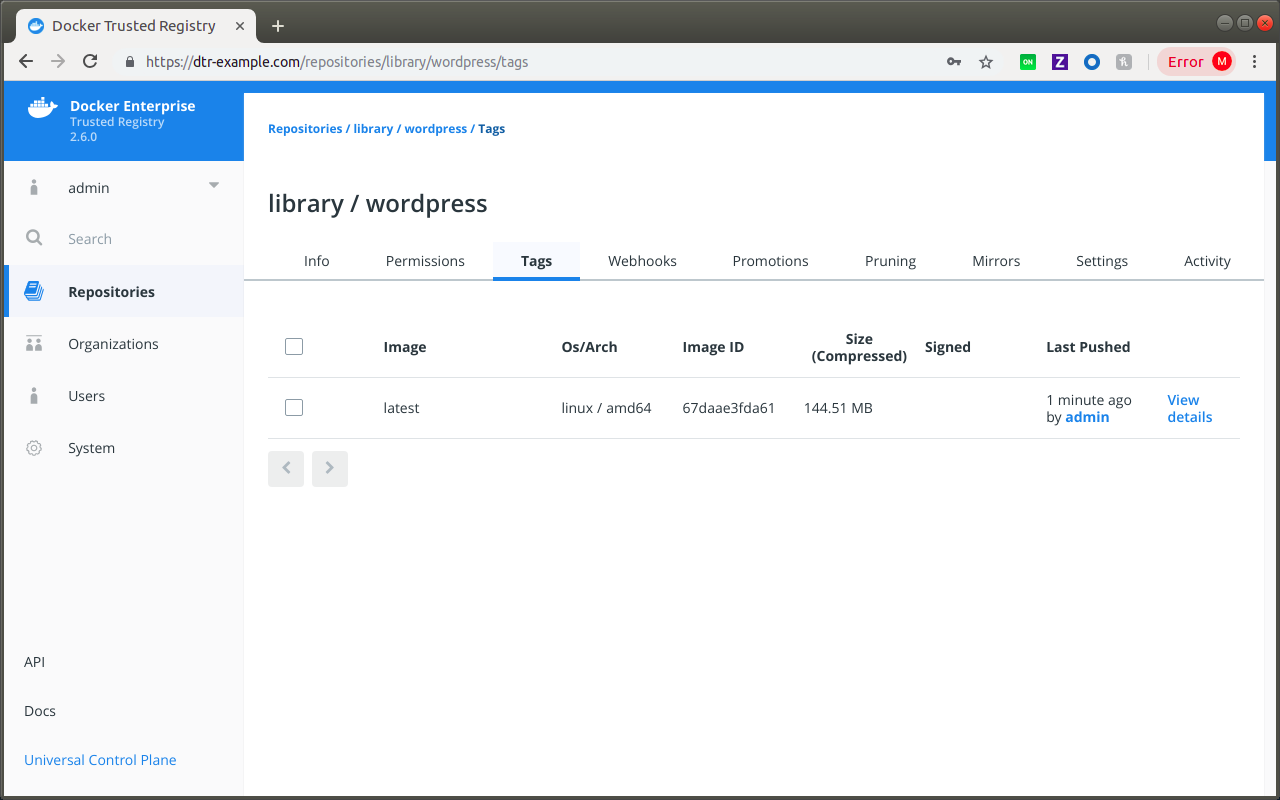 Docker Trusted Registry
https://dtr-example.com/repositories/library/wordpress/tags
ON
Z
Error M
Docker Enterprise
Trusted Registry
2.6.0
admin
Search
Repositories
Organizations
Users
System
API
Docs
Universal Control Plane
Repositories / library / wordpress / Tags
library / wordpress
Info Permissions Tags Webhooks Promotions Pruning Mirrors Settings Activity
Image Os/Arch Image ID Size (Compressed) Signed Last Pushed
latest linux / amd64 67daae3fda61 144.51 MB 1 minute ago by admin View details